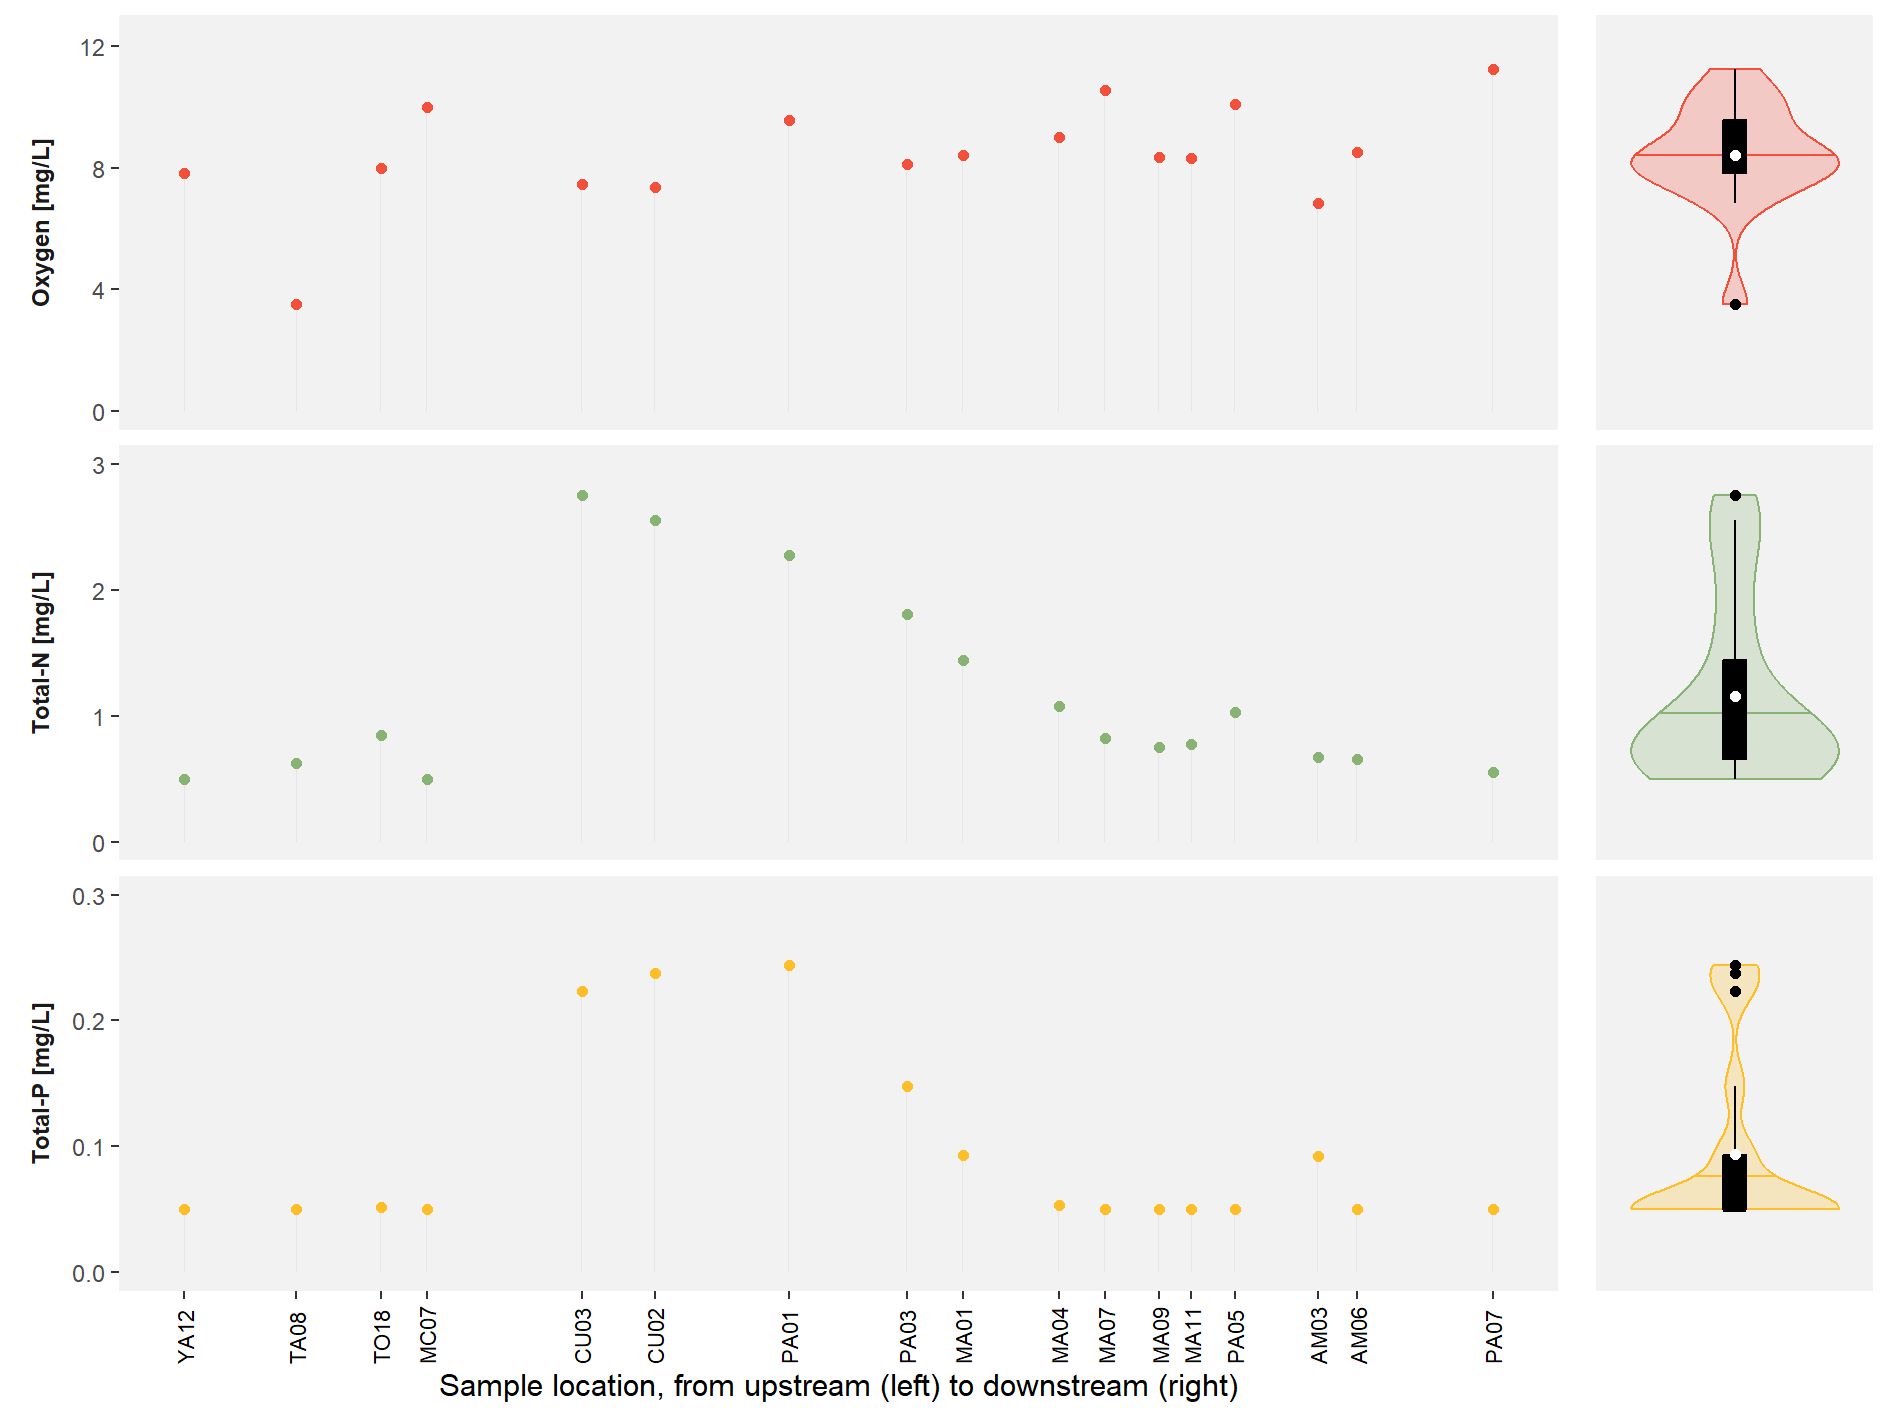 Oxygen [mg/L]
12
8
4
0
Total-N [mg/L]
3
2
1
0
Total-P [mg/L]
0.3
0.2
0.1
0.0
YA12
TA08
TO18
MC07
CU03
CU02
PA01
PA03
MA01
MA04
MA07
MA09
MA11
PA05
AM03
AM06
PA07
Sample location, from upstream (left) to downstream (right)